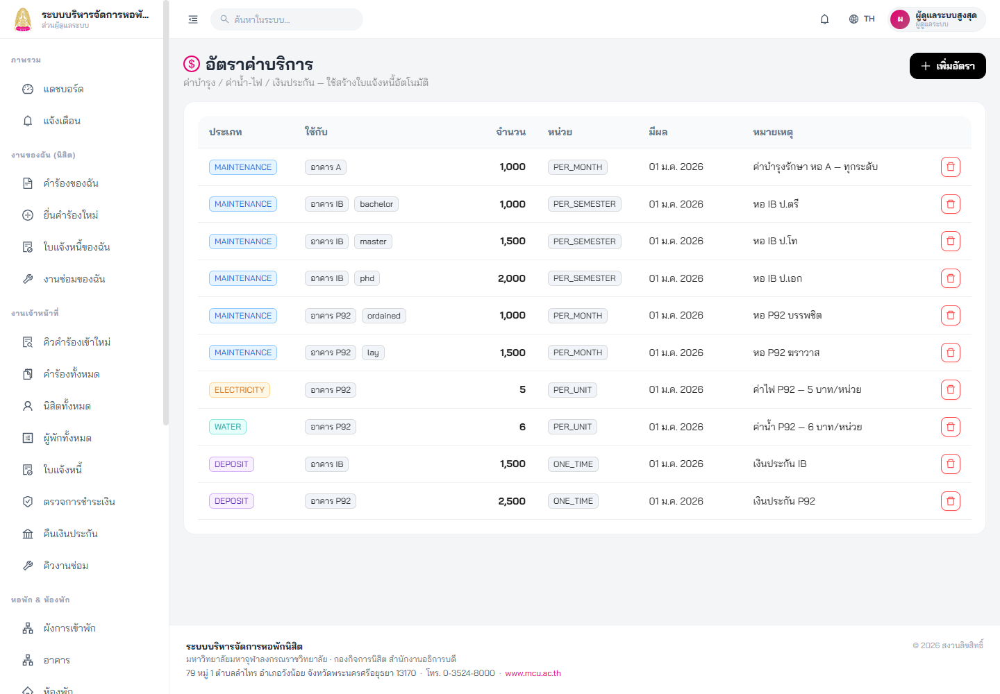 ระบบบริหารจัดการหอพั...
ส่วนผู้ดูแลระบบ
ค้นหาในระบบ...
TH
ผ
ผู้ดูแลระบบสูงสุด
ผู้ดูแลระบบ
ภาพรวม
แดชบอร์ด
แจ้งเตือน
งานของฉัน (นิสิต)
คำร้องของฉัน
ยื่นคำร้องใหม่
ใบแจ้งหนี้ของฉัน
งานซ่อมของฉัน
งานเจ้าหน้าที่
คิวคำร้องเข้าใหม่
คำร้องทั้งหมด
นิสิตทั้งหมด
ผู้พักทั้งหมด
ใบแจ้งหนี้
ตรวจการชำระเงิน
คืนเงินประกัน
คิวงานซ่อม
หอพัก & ห้องพัก
ผังการเข้าพัก
อาคาร
ห้องพัก
อัตราค่าบริการ
ค่าบำรุง / ค่าน้ำ-ไฟ / เงินประกัน — ใช้สร้างใบแจ้งหนี้อัตโนมัติ
เพิ่มอัตรา
ประเภท ใช้กับ จำนวน หน่วย มีผล หมายเหตุ
MAINTENANCE อาคาร A 1,000 PER_MONTH 01 ม.ค. 2026 ค่าบำรุงรักษา หอ A — ทุกระดับ
MAINTENANCE อาคาร IB bachelor 1,000 PER_SEMESTER 01 ม.ค. 2026 หอ IB ป.ตรี
MAINTENANCE อาคาร IB master 1,500 PER_SEMESTER 01 ม.ค. 2026 หอ IB ป.โท
MAINTENANCE อาคาร IB phd 2,000 PER_SEMESTER 01 ม.ค. 2026 หอ IB ป.เอก
MAINTENANCE อาคาร P92 ordained 1,000 PER_MONTH 01 ม.ค. 2026 หอ P92 บรรพชิต
MAINTENANCE อาคาร P92 lay 1,500 PER_MONTH 01 ม.ค. 2026 หอ P92 ฆราวาส
ELECTRICITY อาคาร P92 5 PER_UNIT 01 ม.ค. 2026 ค่าไฟ P92 — 5 บาท/หน่วย
WATER อาคาร P92 6 PER_UNIT 01 ม.ค. 2026 ค่าน้ำ P92 — 6 บาท/หน่วย
DEPOSIT อาคาร IB 1,500 ONE_TIME 01 ม.ค. 2026 เงินประกัน IB
DEPOSIT อาคาร P92 2,500 ONE_TIME 01 ม.ค. 2026 เงินประกัน P92
ระบบบริหารจัดการหอพักนิสิต
มหาวิทยาลัยมหาจุฬาลงกรณราชวิทยาลัย · กองกิจการนิสิต สำนักงานอธิการบดี
79 หมู่ 1 ตำบลลำไทร อำเภอวังน้อย จังหวัดพระนครศรีอยุธยา 13170 · โทร. 0-3524-8000 · www.mcu.ac.th
© 2026 สงวนลิขสิทธิ์